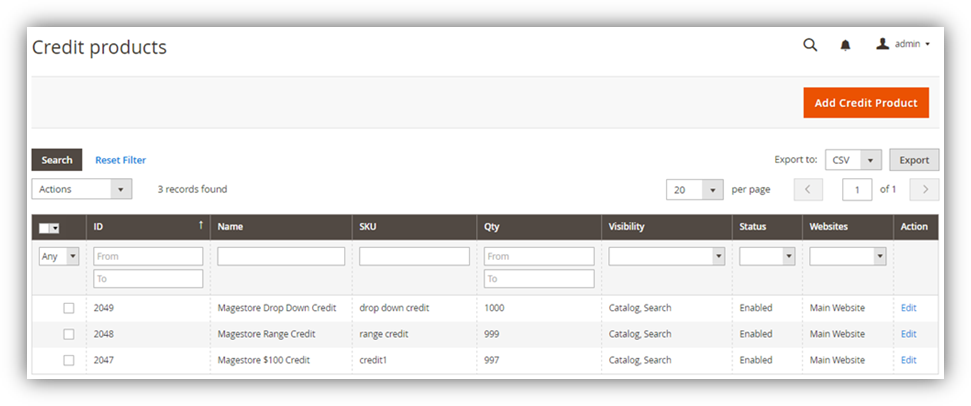 Credit products
admin
Add Credit Product
Search Reset Filter Export to: CSV Export
Actions 3 records found 20 per page 1 of 1
ID ↑ Name SKU Qty Visibility Status Websites Action
Any From From
To To
2049 Magestore Drop Down Credit drop down credit 1000 Catalog, Search Enabled Main Website Edit
2048 Magestore Range Credit range credit 999 Catalog, Search Enabled Main Website Edit
2047 Magestore $100 Credit credit1 997 Catalog, Search Enabled Main Website Edit